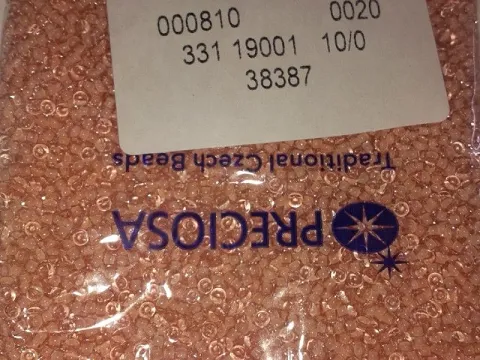 000810 0020
331 19001 10/0
38387
Traditional Czech Beads
PRECIOSA